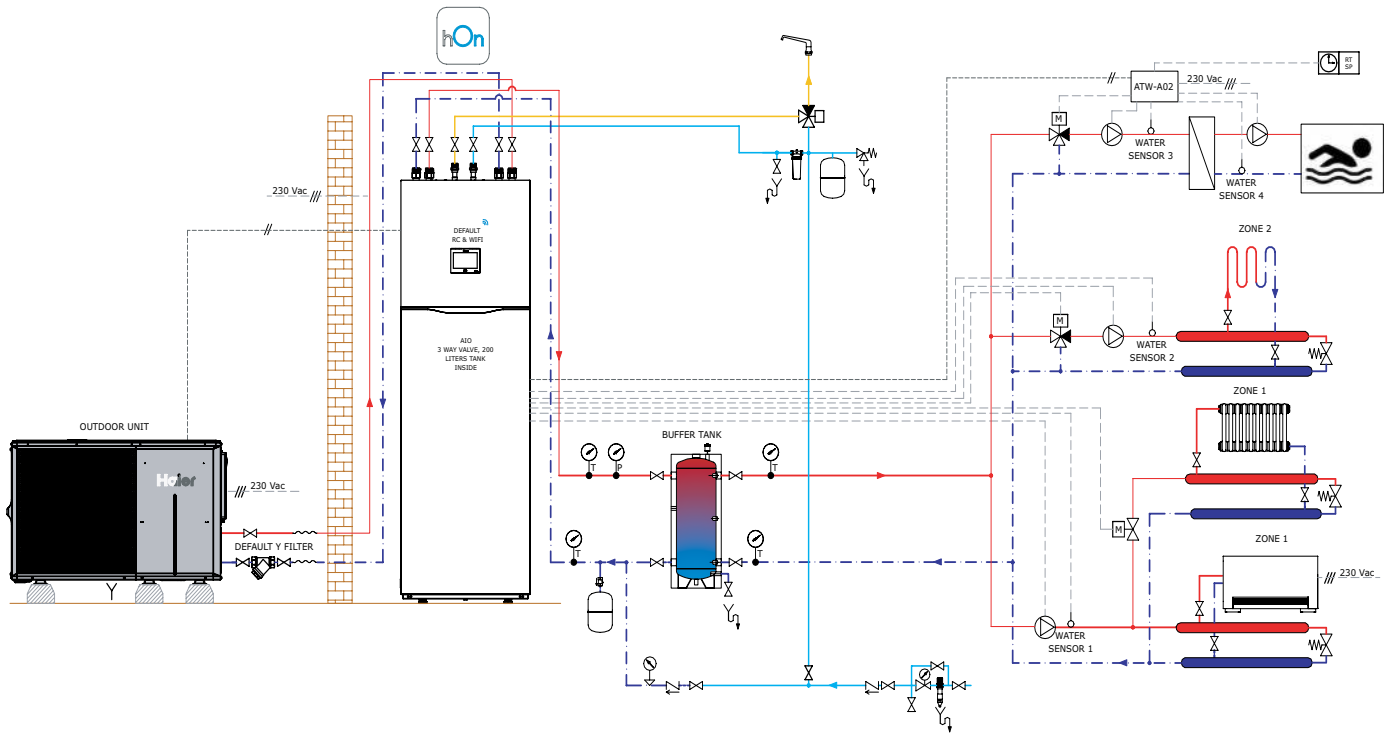 hOn
230 Vac
DEFAULT
RC & WIFI
AIO
3 WAY VALVE, 200
LITERS TANK
INSIDE
OUTDOOR UNIT
Haier
230 Vac
DEFAULT Y FILTER
T
P
BUFFER TANK
T
T
T
RT
SP
ATW-A02
230 Vac
M
WATER
SENSOR 3
WATER
SENSOR 4
ZONE 2
M
WATER
SENSOR 2
ZONE 1
M
ZONE 1
230 Vac
WATER
SENSOR 1